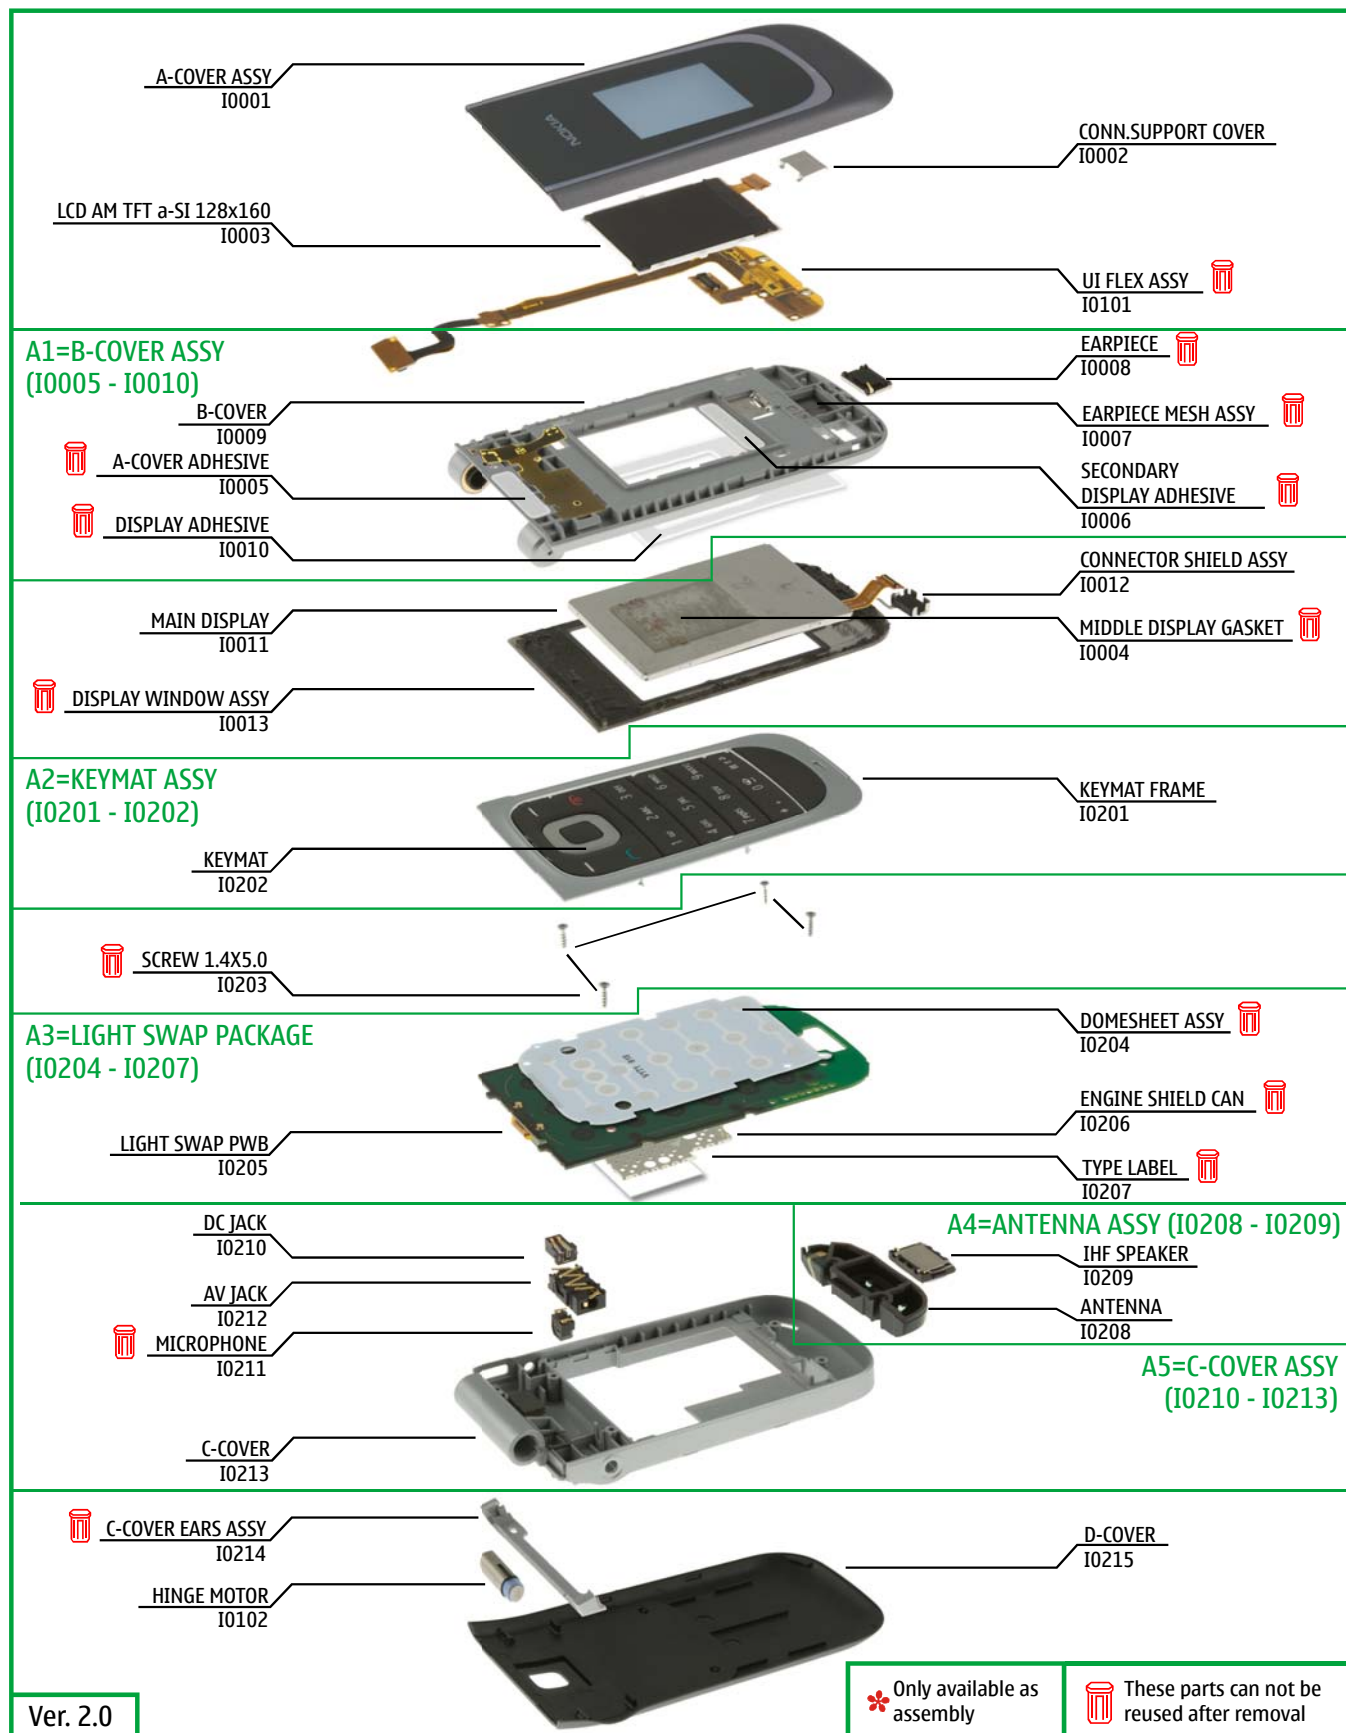 A-COVER ASSY
I0001
NOKIA
CONN.SUPPORT COVER
I0002
LCD AM TFT a-SI 128x160
I0003
UI FLEX ASSY
I0101
A1=B-COVER ASSY
(I0005 - I0010)
EARPIECE
I0008
B-COVER
I0009
EARPIECE MESH ASSY
I0007
A-COVER ADHESIVE
I0005
SECONDARY
DISPLAY ADHESIVE
I0006
DISPLAY ADHESIVE
I0010
CONNECTOR SHIELD ASSY
I0012
MAIN DISPLAY
I0011
MIDDLE DISPLAY GASKET
I0004
DISPLAY WINDOW ASSY
I0013
A2=KEYMAT ASSY
(I0201 - I0202)
KEYMAT FRAME
I0201
KEYMAT
I0202
SCREW 1.4X5.0
I0203
A3=LIGHT SWAP PACKAGE
(I0204 - I0207)
DOMESHEET ASSY
I0204
ENGINE SHIELD CAN
I0206
LIGHT SWAP PWB
I0205
TYPE LABEL
I0207
DC JACK
I0210
A4=ANTENNA ASSY (I0208 - I0209)
IHF SPEAKER
I0209
AV JACK
I0212
ANTENNA
I0208
MICROPHONE
I0211
A5=C-COVER ASSY
(I0210 - I0213)
C-COVER
I0213
C-COVER EARS ASSY
I0214
D-COVER
I0215
HINGE MOTOR
I0102
Ver. 2.0
Only available as
assembly
These parts can not be
reused after removal